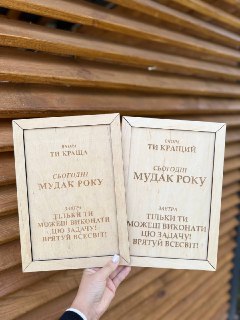 ВЧОРА
ТИ КРАЩА
СЬОГОДНІ
МУДАК РОКУ
ЗАВТРА
ТІЛЬКИ ТИ
МОЖЕШ ВИКОНАТИ
ЦЮ ЗАДАЧУ!
ВРЯТУЙ ВСЕСВІТ!
ВЧОРА
ТИ КРАЩИЙ
СЬОГОДНІ
МУДАК РОКУ
ЗАВТРА
ТІЛЬКИ ТИ
МОЖЕШ ВИКОНАТИ
ЦЮ ЗАДАЧУ!
ВРЯТУЙ ВСЕСВІТ!